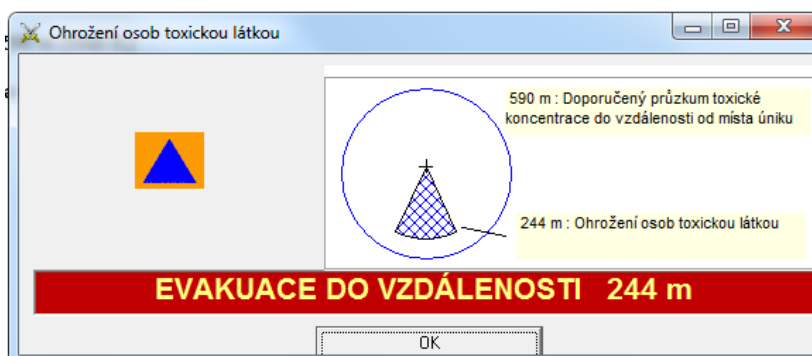 Ohrožení osob toxickou látkou
590 m : Doporučený průzkum toxické
koncentrace do vzdálenosti od místa úniku
244 m : Ohrožení osob toxickou látkou
EVAKUACE DO VZDÁLENOSTI 244 m
OK